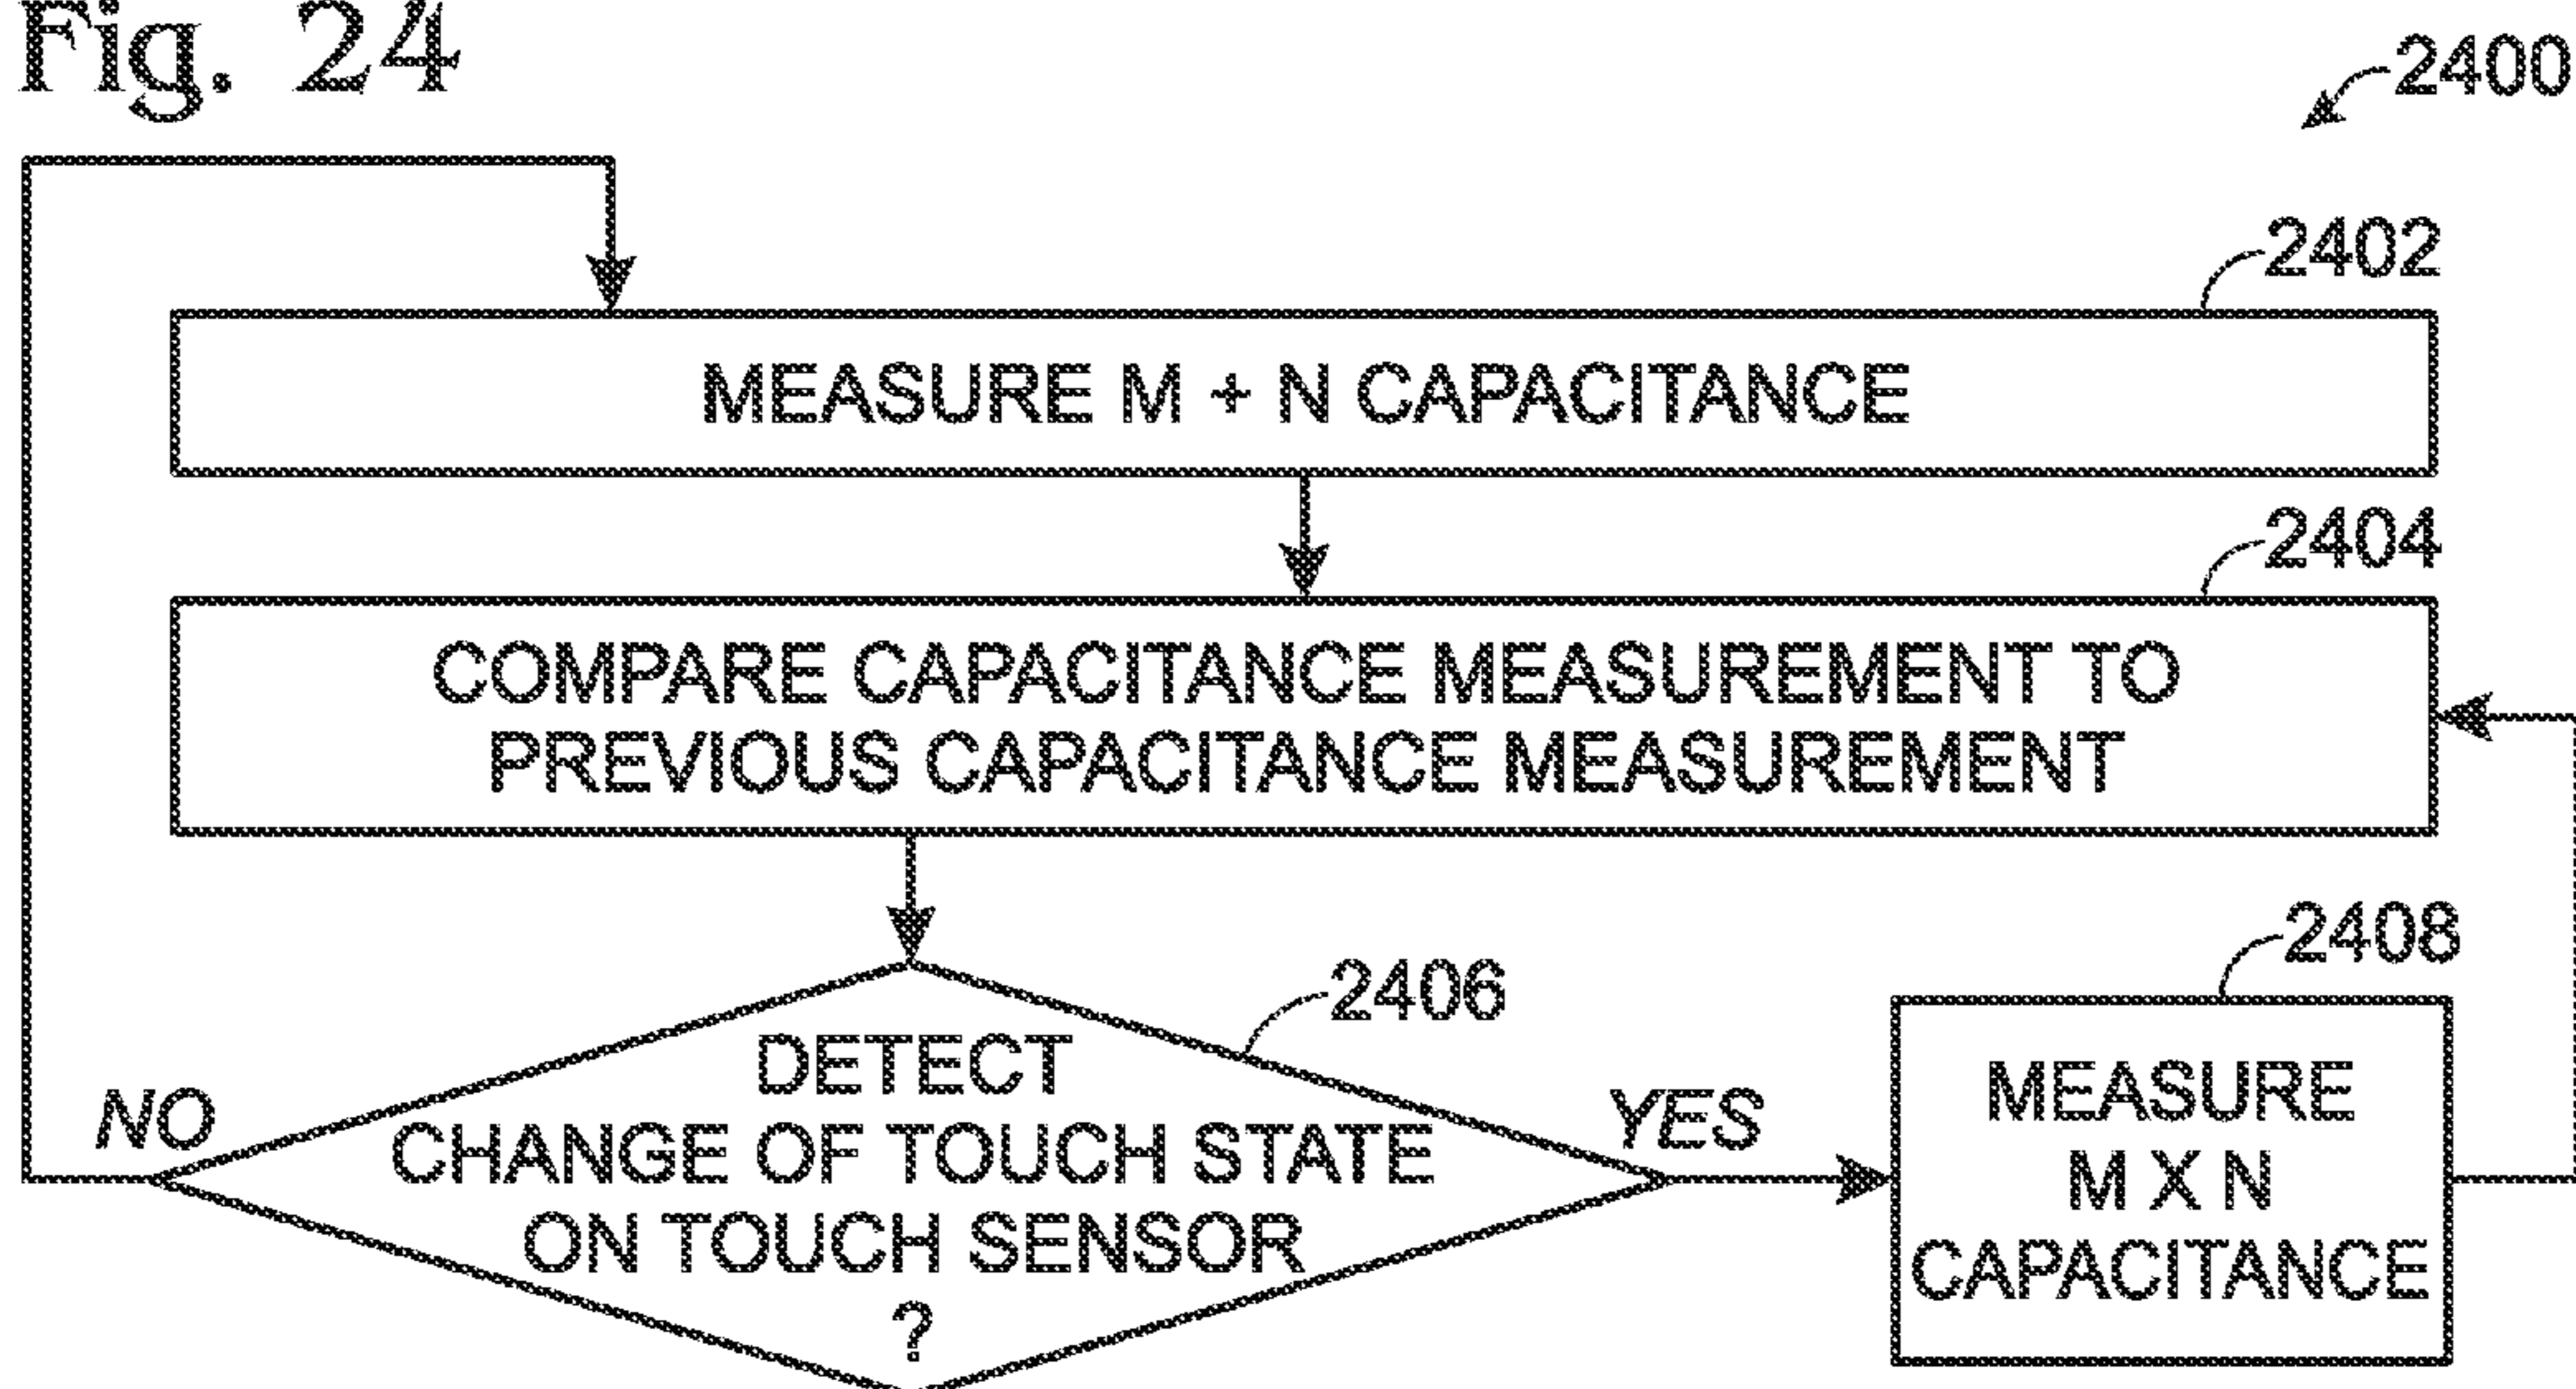 Fig. 24
2400
2402
MEASURE M + N CAPACITANCE
2404
COMPARE CAPACITANCE MEASUREMENT TO
PREVIOUS CAPACITANCE MEASUREMENT
2406
DETECT
CHANGE OF TOUCH STATE
ON TOUCH SENSOR
?
NO
YES
2408
MEASURE
M X N
CAPACITANCE